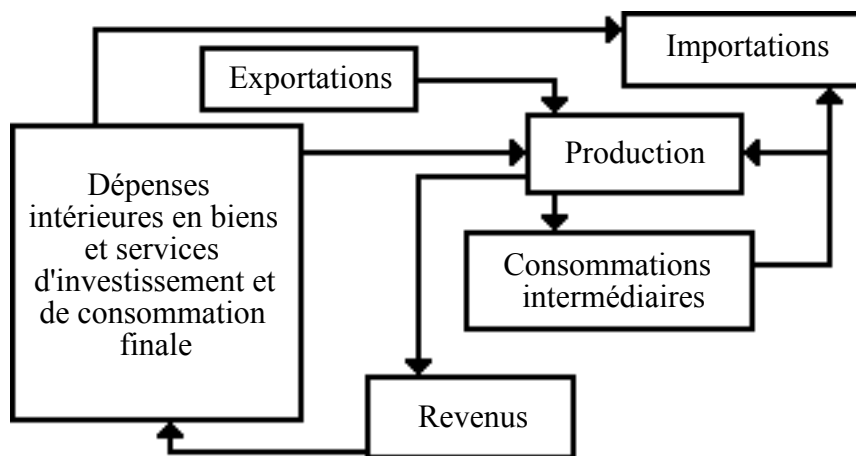 Importations
Exportations
Production
Dépenses
intérieures en biens
et services
d'investissement et
de consommation
finale
Consommations
intermédiaires
Revenus